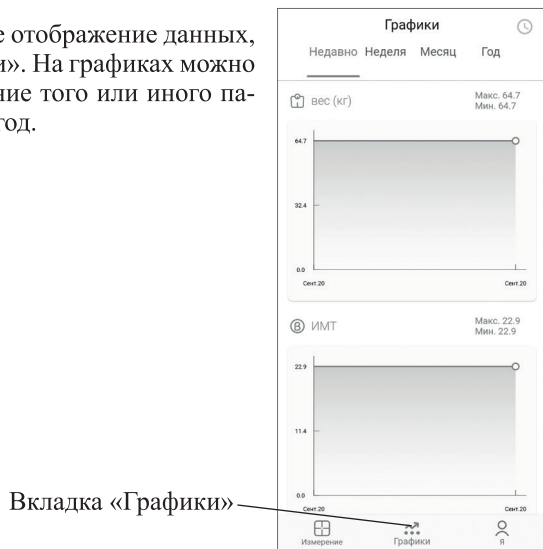 е отображение данных,
и». На графиках можно
ние того или иного па-
год.
Графики
Недавно Неделя Месяц Год
вес (кг)
Макс. 64.7
Мин. 64.7
64.7
32.4
0.0
Сент.20 Сент.20
ИМТ
Макс. 22.9
Мин. 22.9
22.9
11.4
0.0
Сент.20 Сент.20
Вкладка «Графики»
Измерение Графики Я